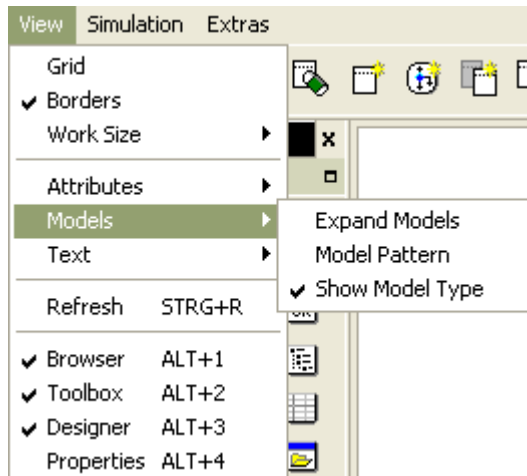 View Simulation Extras
Grid
Borders
Work Size
Attributes
Models
Text
Refresh STRG+R
Browser ALT+1
Toolbox ALT+2
Designer ALT+3
Properties ALT+4
Expand Models
Model Pattern
Show Model Type